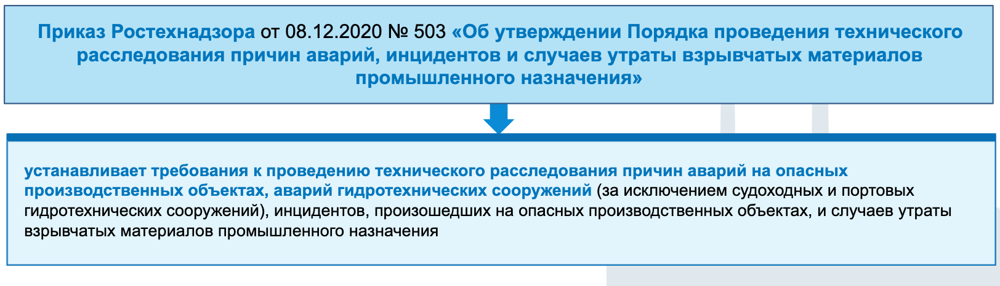 Приказ Ростехнадзора от 08.12.2020 № 503 «Об утверждении Порядка проведения технического
расследования причин аварий, инцидентов и случаев утраты взрывчатых материалов
промышленного назначения»
устанавливает требования к проведению технического расследования причин аварий на опасных
производственных объектах, аварий гидротехнических сооружений (за исключением судоходных и портовых
гидротехнических сооружений), инцидентов, произошедших на опасных производственных объектах, и случаев утраты
взрывчатых материалов промышленного назначения